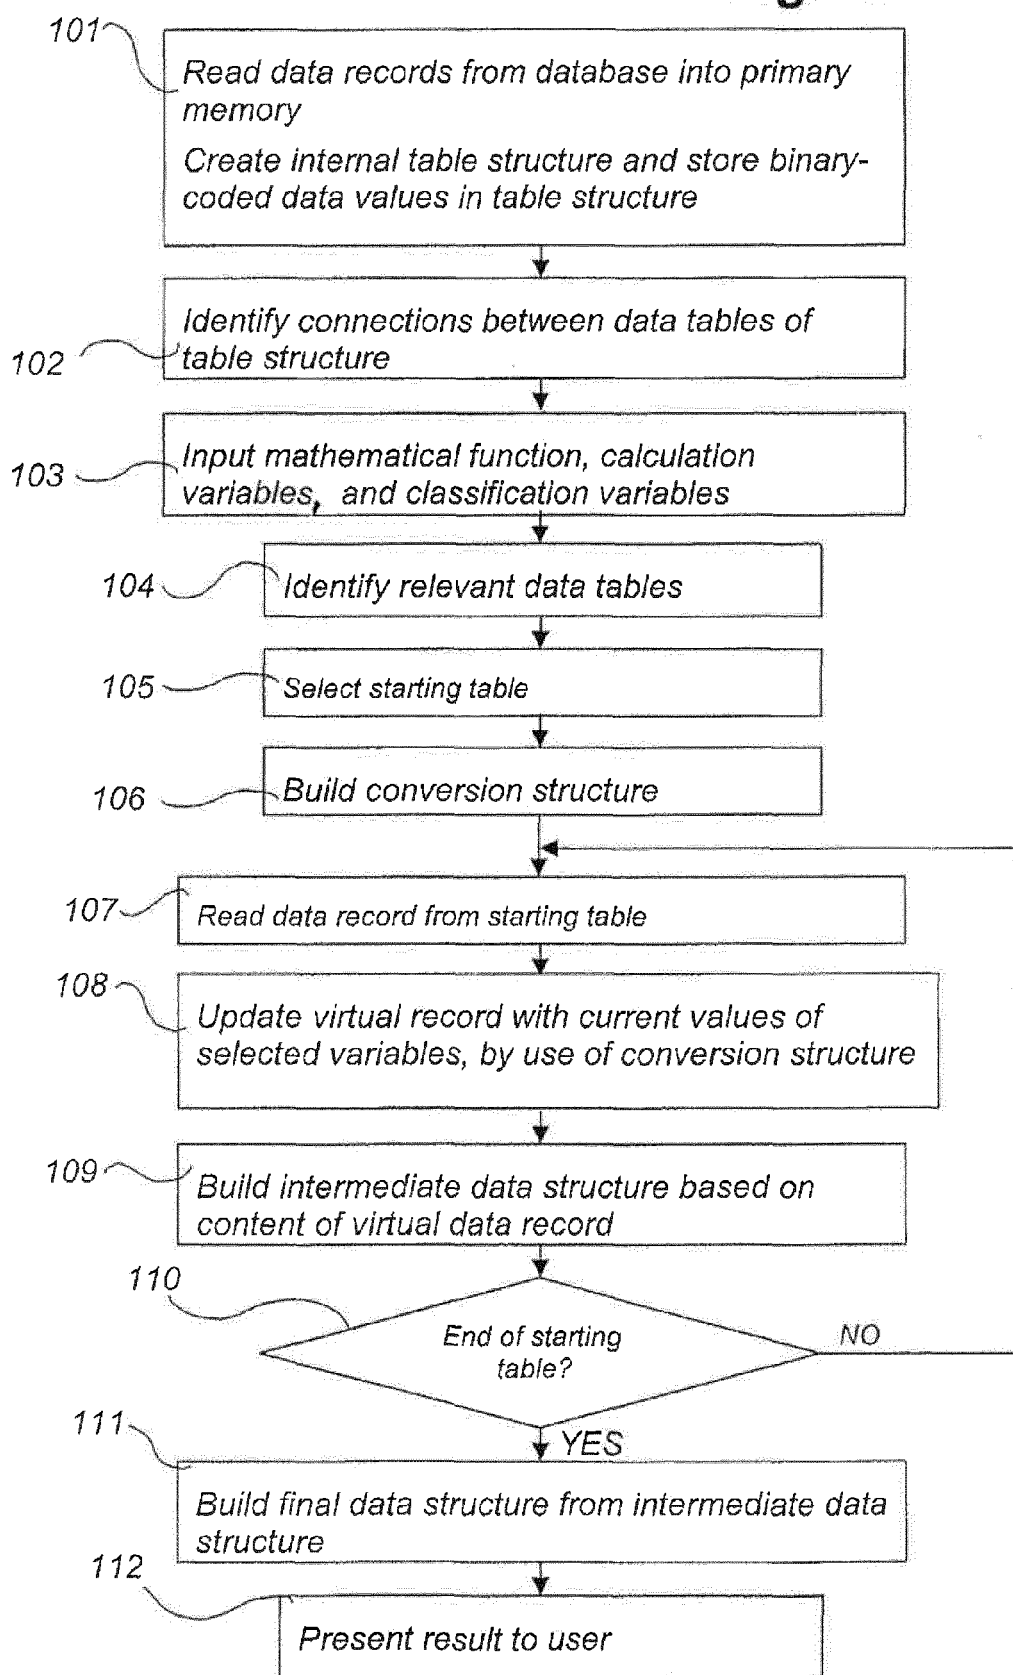 101
Read data records from database into primary
memory
Create internal table structure and store binary-
coded data values in table structure
102
Identify connections between data tables of
table structure
103
Input mathematical function, calculation
variables, and classification variables
104
Identify relevant data tables
105
Select starting table
106
Build conversion structure
107
Read data record from starting table
108
Update virtual record with current values of
selected variables, by use of conversion structure
109
Build intermediate data structure based on
content of virtual data record
110
End of starting
table?
NO
YES
111
Build final data structure from intermediate data
structure
112
Present result to user